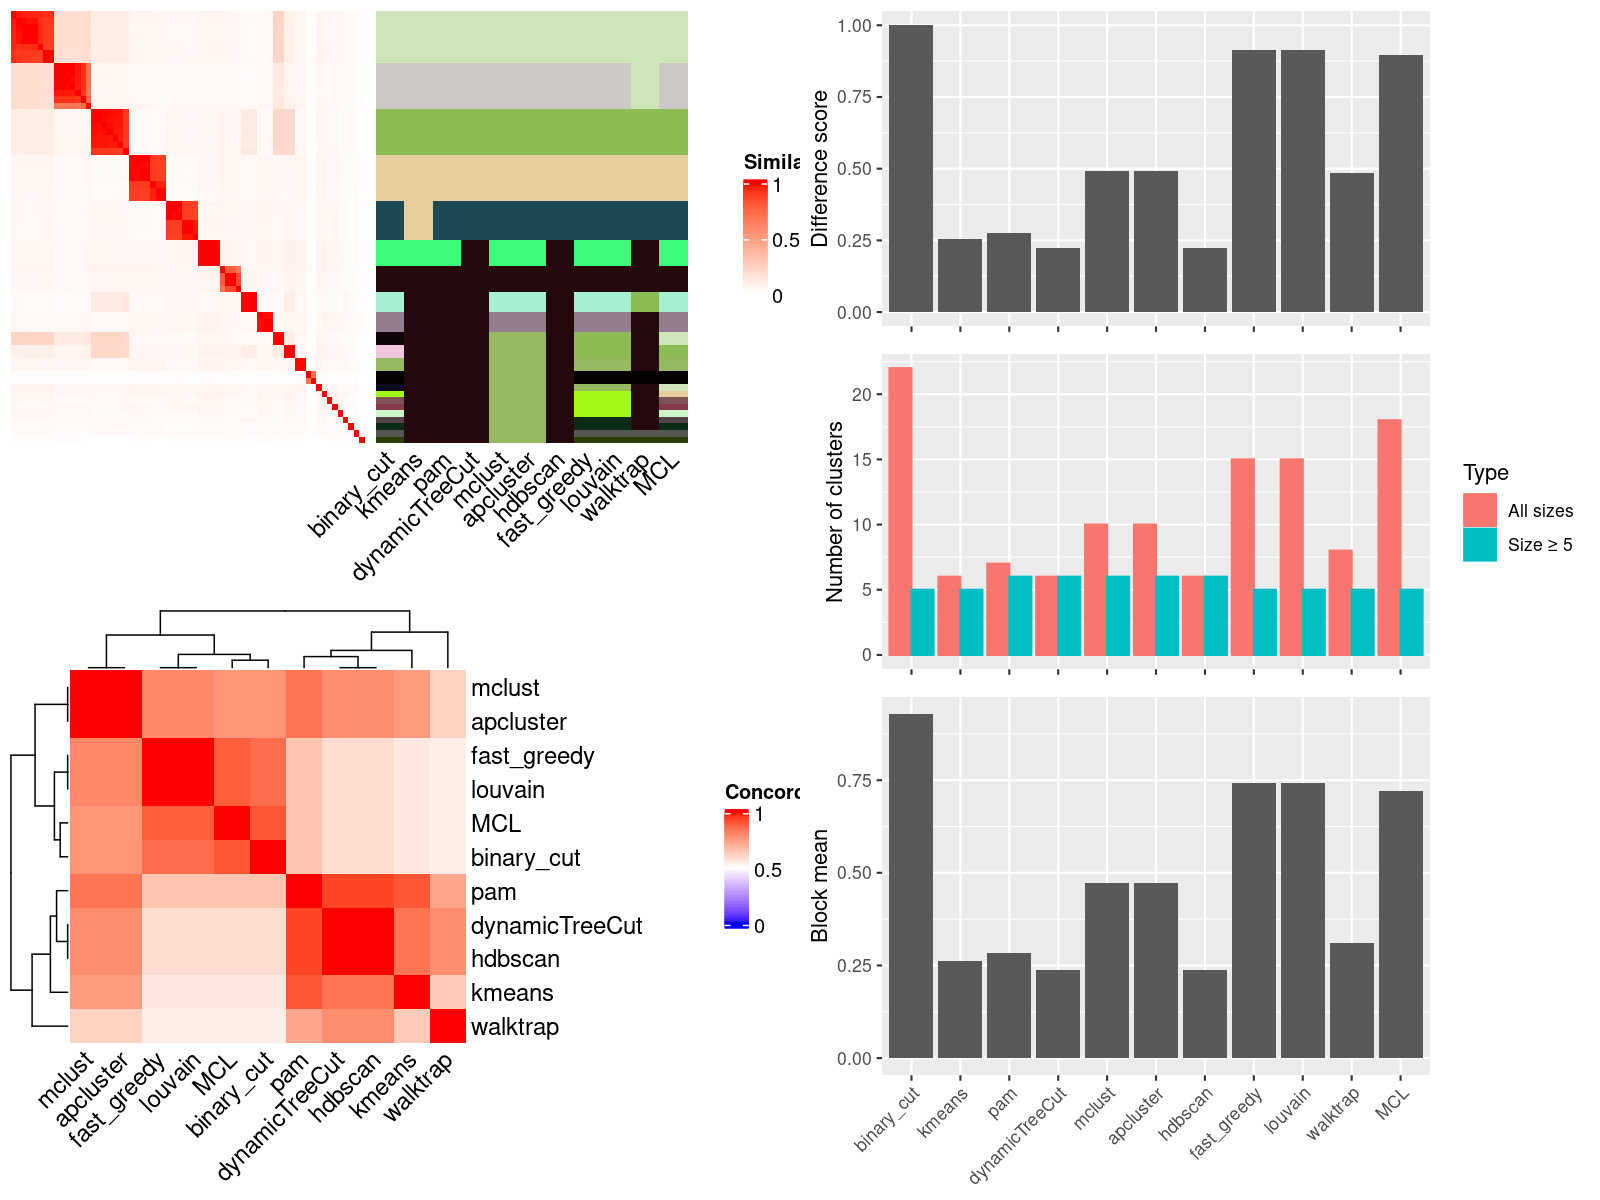 Simila
1
0.5
0
binary_cut
kmeans
pam
dynamicTreeCut
mclust
apcluster
hdbscan
fast_greedy
louvain
walktrap
MCL
mclust
apcluster
fast_greedy
louvain
MCL
binary_cut
pam
dynamicTreeCut
hdbscan
kmeans
walktrap
mclust
apcluster
fast_greedy
louvain
MCL
binary_cut
pam
dynamicTreeCut
hdbscan
kmeans
walktrap
Concord
1
0.5
0
Difference score
1.00
0.75
0.50
0.25
0.00
Number of clusters
20
15
10
5
0
Type
All sizes
Size ≥ 5
Block mean
0.75
0.50
0.25
0.00
binary_cut
kmeans
pam
dynamicTreeCut
mclust
apcluster
hdbscan
fast_greedy
louvain
walktrap
MCL